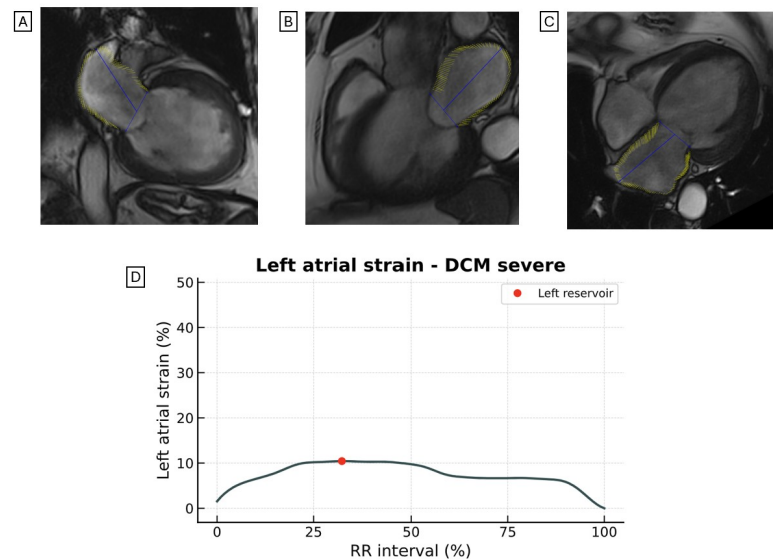 A
B
C
D
Left atrial strain - DCM severe
Left reservoir
Left atrial strain (%)
50
40
30
20
10
0
0 25 50 75 100
RR interval (%)